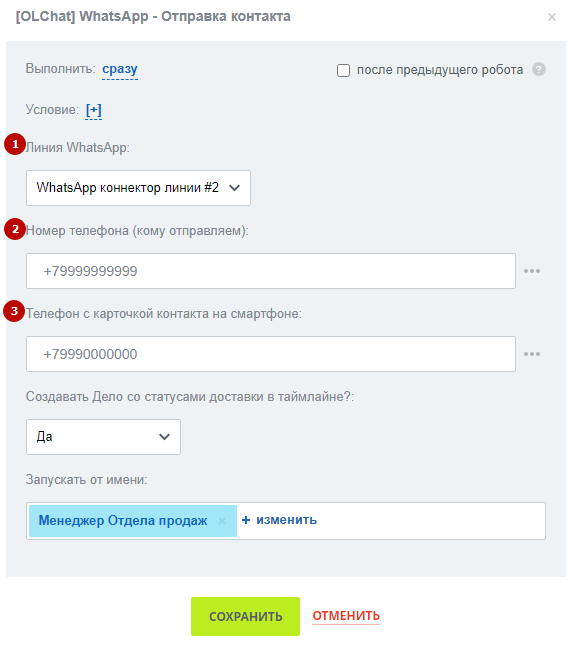 [OLChat] WhatsApp - Отправка контакта ×
Выполнить: сразу после предыдущего робота ?
Условие: [+]
1 Линия WhatsApp:
WhatsApp коннектор линии #2
2 Номер телефона (кому отправляем):
+79999999999 •••
3 Телефон с карточкой контакта на смартфоне:
+79990000000 •••
Создавать Дело со статусами доставки в таймлайне?:
Да
Запускать от имени:
Менеджер Отдела продаж × + изменить
СОХРАНИТЬ ОТМЕНИТЬ